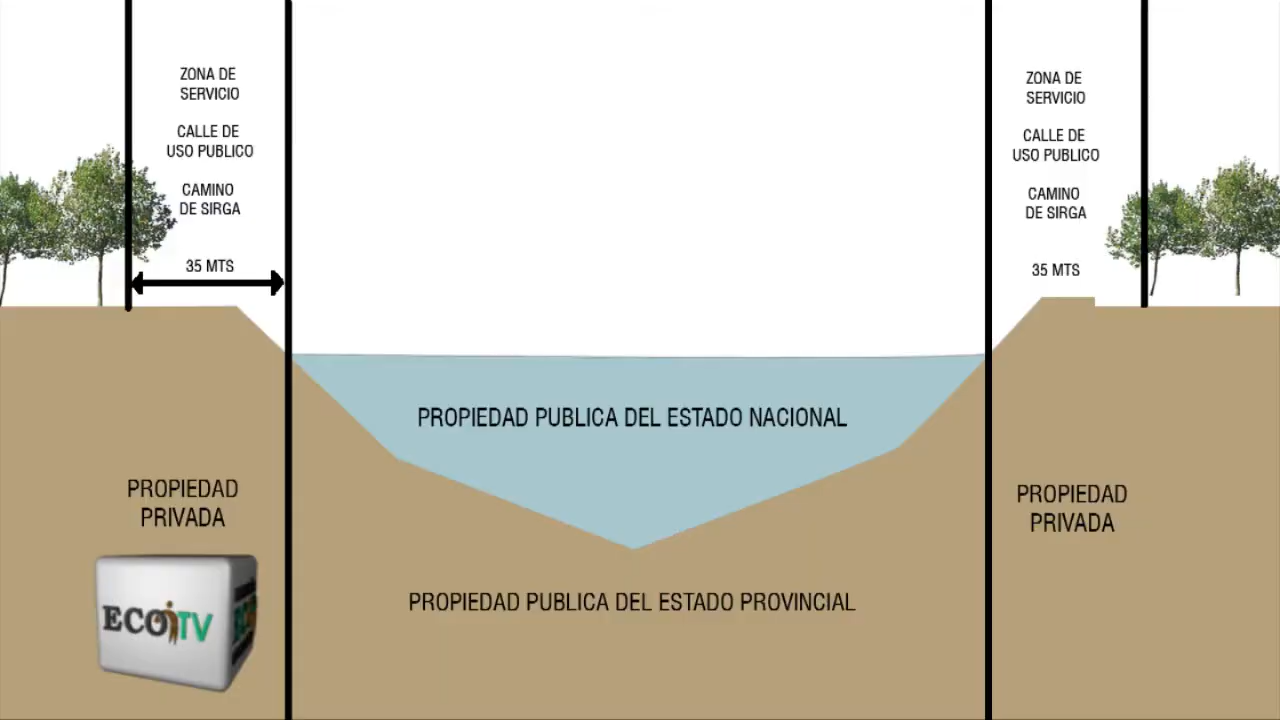 ZONA DE
SERVICIO
CALLE DE
USO PUBLICO
CAMINO
DE SIRGA
35 MTS
ZONA DE
SERVICIO
CALLE DE
USO PUBLICO
CAMINO
DE SIRGA
35 MTS
PROPIEDAD PUBLICA DEL ESTADO NACIONAL
PROPIEDAD
PRIVADA
PROPIEDAD
PRIVADA
PROPIEDAD PUBLICA DEL ESTADO PROVINCIAL
ECOTV